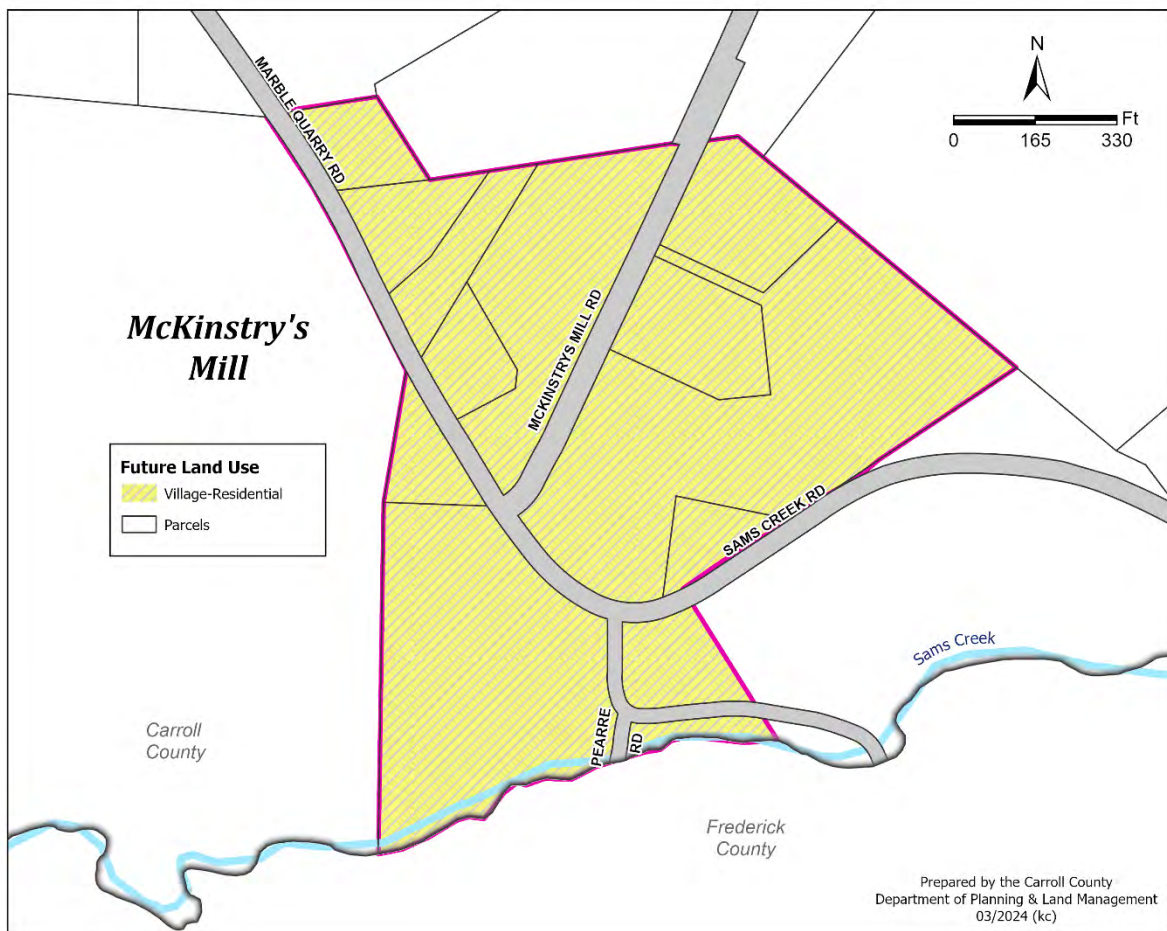 MARBLE QUARRY RD
N
Ft
0 165 330
MCKINSTRYS MILL RD
McKinstry's
Mill
Future Land Use
Village-Residential
Parcels
SAMS CREEK RD
Sams Creek
PEARRE
RD
Carroll
County
Frederick
County
Prepared by the Carroll County
Department of Planning & Land Management
03/2024 (kc)